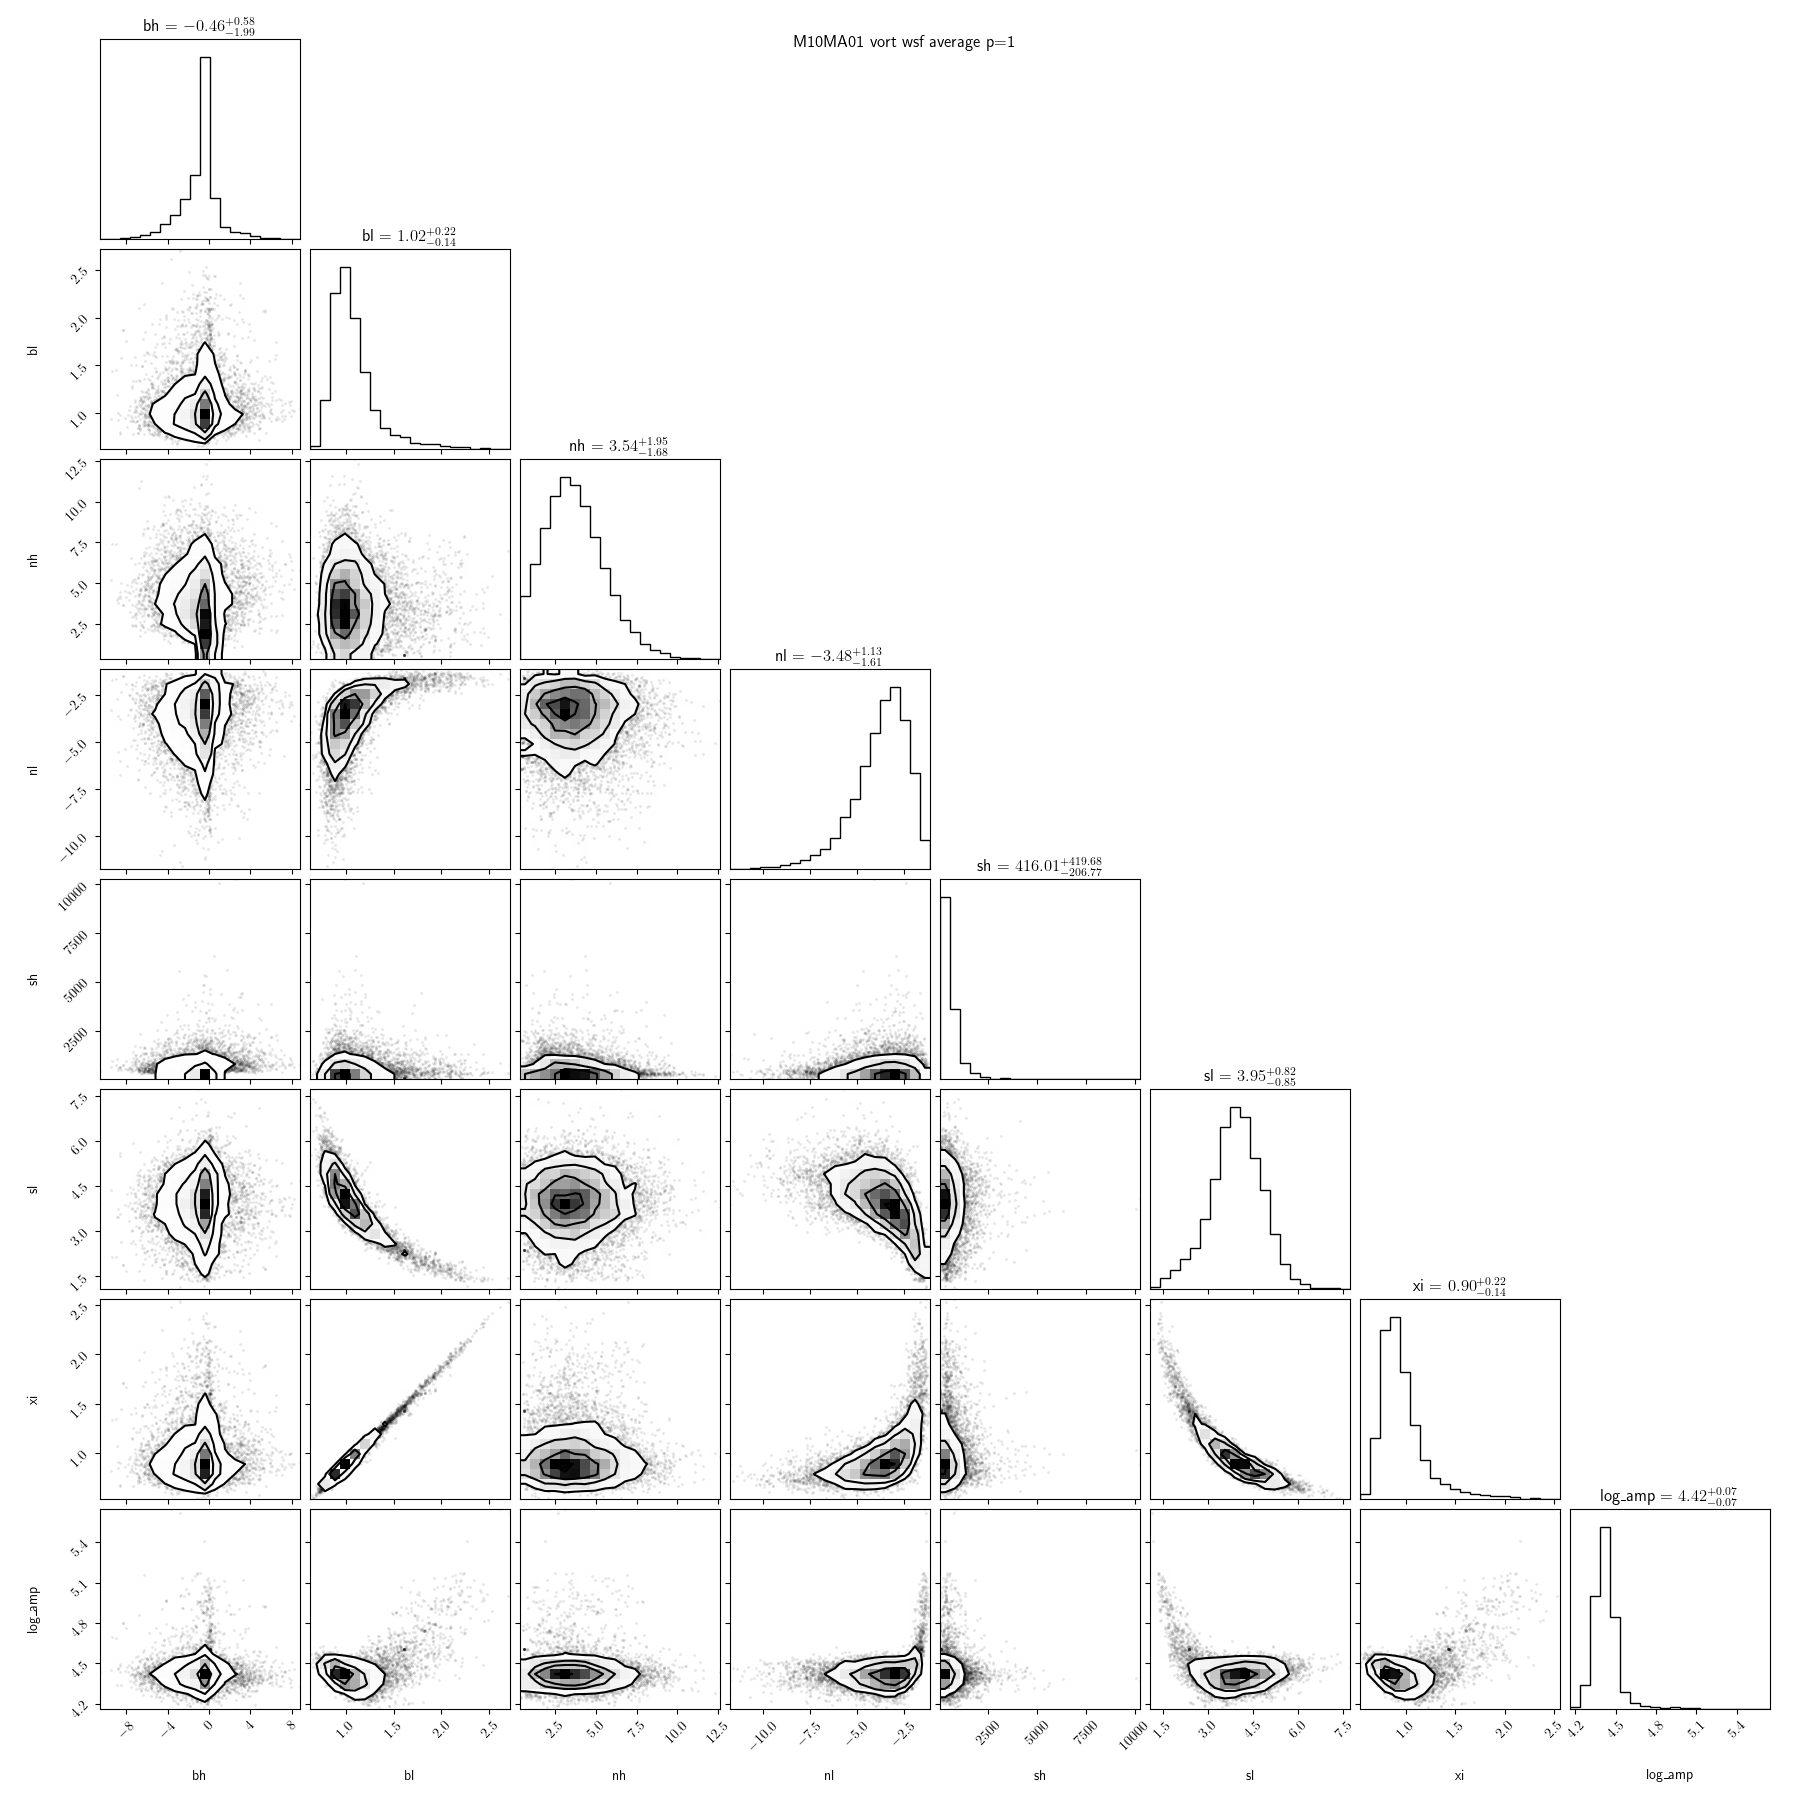 bh = −0.46+0.58−1.99
M10MA01 vort wsf average p=1
bl = 1.02+0.22−0.14
bl
2.5
2.0
1.5
1.0
nh = 3.54+1.95−1.68
nh
12.5
10.0
7.5
5.0
2.5
nl = −3.48+1.13−1.61
nl
−2.5
−5.0
−7.5
−10.0
sh = 416.01+419.68−206.77
sh
10000
7500
5000
2500
sl = 3.95+0.82−0.85
sl
7.5
6.0
4.5
3.0
1.5
xi = 0.90+0.22−0.14
xi
2.5
2.0
1.5
1.0
log_amp = 4.42+0.07−0.07
log_amp
5.4
5.1
4.8
4.5
4.2
−8 −4 0 4 8 1.0 1.5 2.0 2.5 2.5 5.0 7.5 10.0 12.5 −10.0 −7.5 −5.0 −2.5 2500 5000 7500 10000 1.5 3.0 4.5 6.0 7.5 1.0 1.5 2.0 2.5 4.2 4.5 4.8 5.1 5.4
bh bl nh nl sh sl xi log_amp